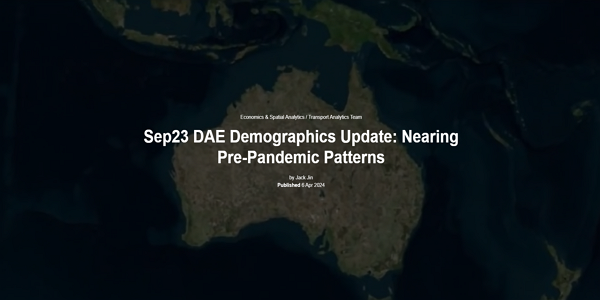 Economics & Spatial Analytics / Transport Analytics Team
Sep23 DAE Demographics Update: Nearing
Pre-Pandemic Patterns
by Jack Jin
Published 6 Apr 2024